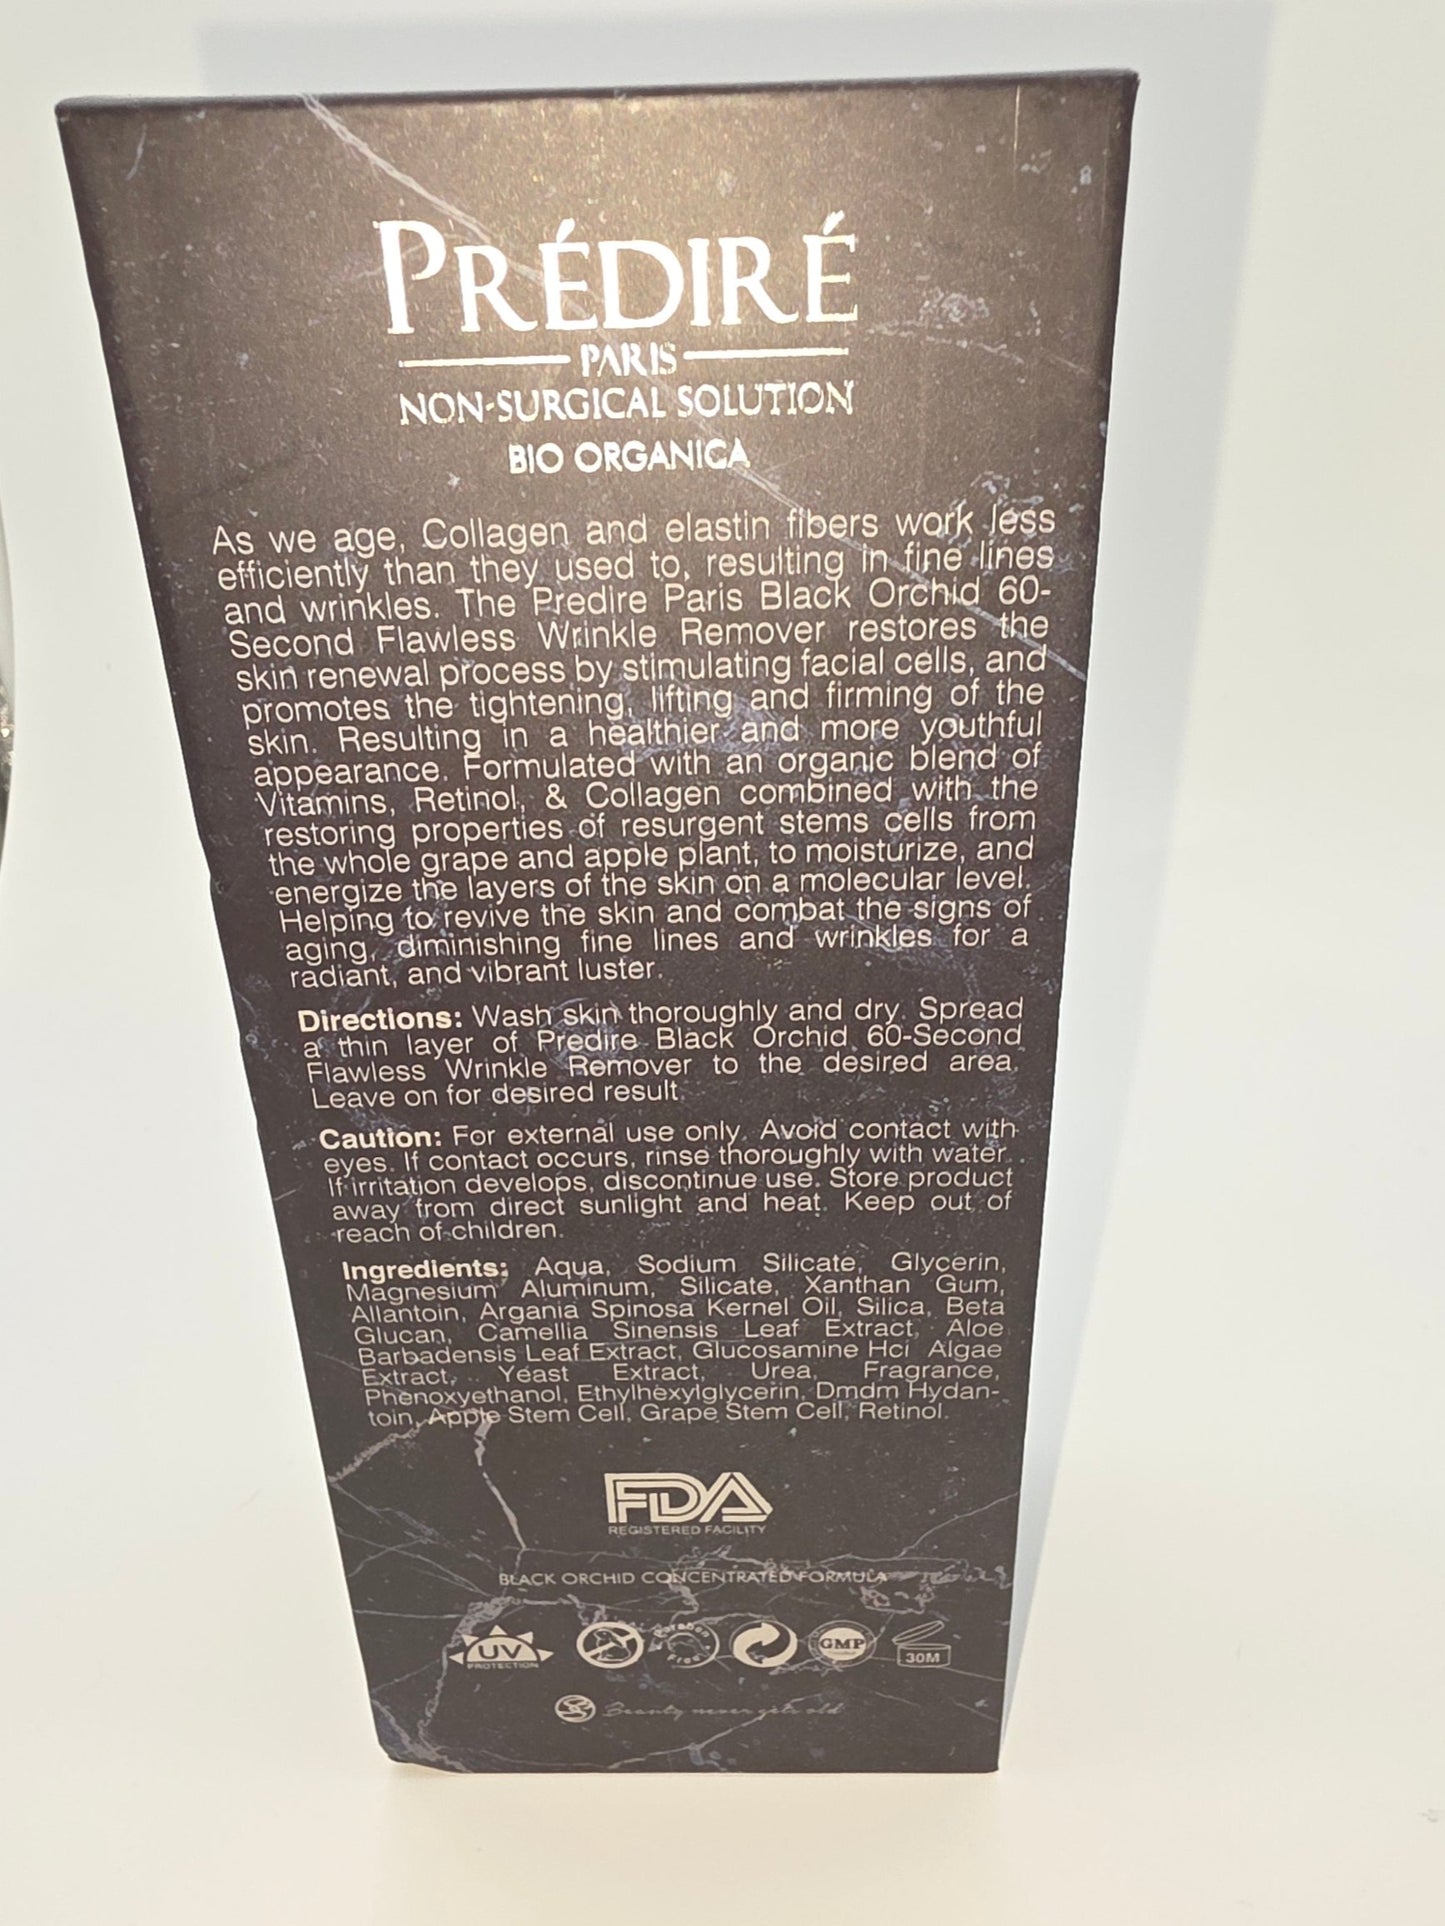 PRÉDIRÉ
PARIS
NON-SURGICAL SOLUTION
BIO ORGANICA
As we age, Collagen and elastin fibers work less
efficiently than they used to, resulting in fine lines
and wrinkles. The Predire Paris Black Orchid 60-
Second Flawless Wrinkle Remover restores the
skin renewal process by stimulating facial cells, and
promotes the tightening, lifting and firming of the
skin. Resulting in a healthier and more youthful
appearance. Formulated with an organic blend of
Vitamins, Retinol, & Collagen combined with the
restoring properties of resurgent stems cells from
the whole grape and apple plant, to moisturize, and
energize the layers of the skin on a molecular level.
Helping to revive the skin and combat the signs of
aging, diminishing fine lines and wrinkles for a
radiant, and vibrant luster.
Directions: Wash skin thoroughly and dry. Spread
a thin layer of Predire Black Orchid 60-Second
Flawless Wrinkle Remover to the desired area.
Leave on for desired result.
Caution: For external use only. Avoid contact with
eyes. If contact occurs, rinse thoroughly with water.
If irritation develops, discontinue use. Store product
away from direct sunlight and heat. Keep out of
reach of children.
Ingredients: Aqua, Sodium Silicate, Glycerin,
Magnesium Aluminum, Silicate, Xanthan Gum,
Allantoin, Argania Spinosa Kernel Oil, Silica, Beta
Glucan, Camellia Sinensis Leaf Extract, Aloe
Barbadensis Leaf Extract, Glucosamine Hci Algae
Extract, Yeast Extract, Urea, Fragrance,
Phenoxyethanol, Ethylhexylglycerin, Dmdm Hydan-
toin, Apple Stem Cell, Grape Stem Cell, Retinol.
FDA
REGISTERED FACILITY
BLACK ORCHID CONCENTRATED FORMULA
UV
PROTECTION
Paraben
Free
GMP
30M
Beauty never gets old